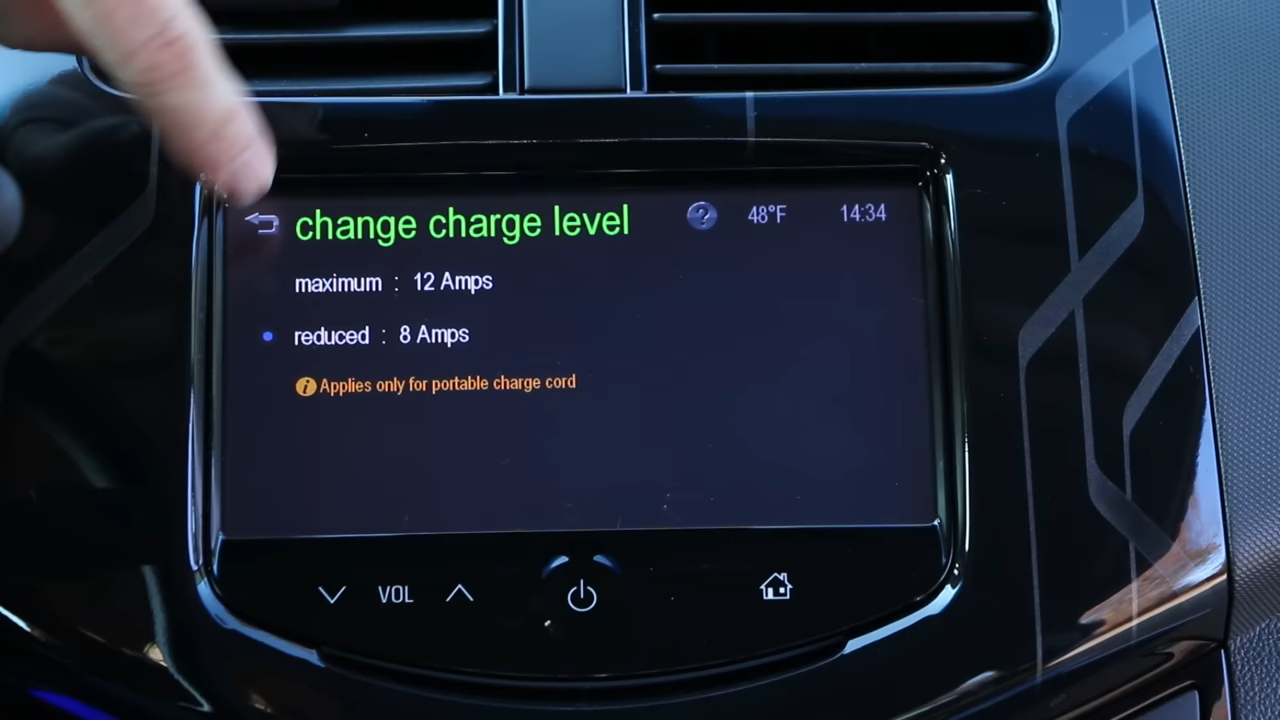 change charge level ? 48°F 14:34
maximum : 12 Amps
reduced : 8 Amps
i Applies only for portable charge cord
VOL